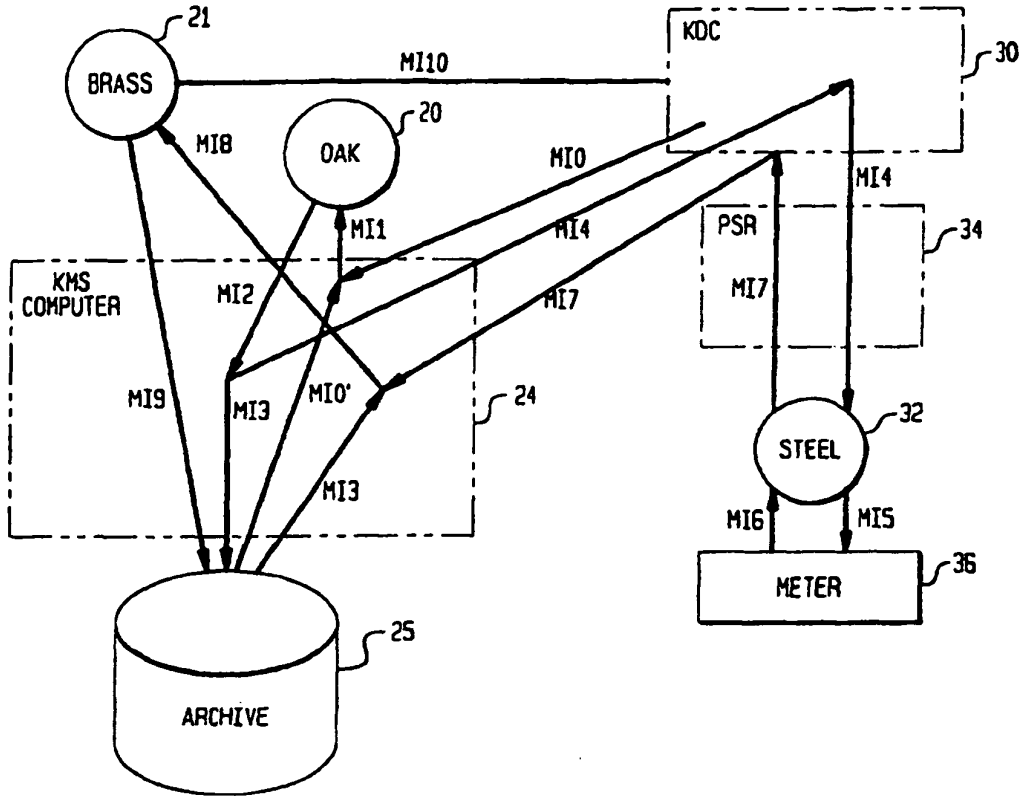 21
KDC
30
BRASS
MI10
20
OAK
MI8
MI0
MI4
MI1
MI4
PSR
34
KMS
COMPUTER
MI2
MI7
MI7
MI9
MI3
MI0'
24
32
STEEL
MI3
MI6
MI5
METER
36
25
ARCHIVE